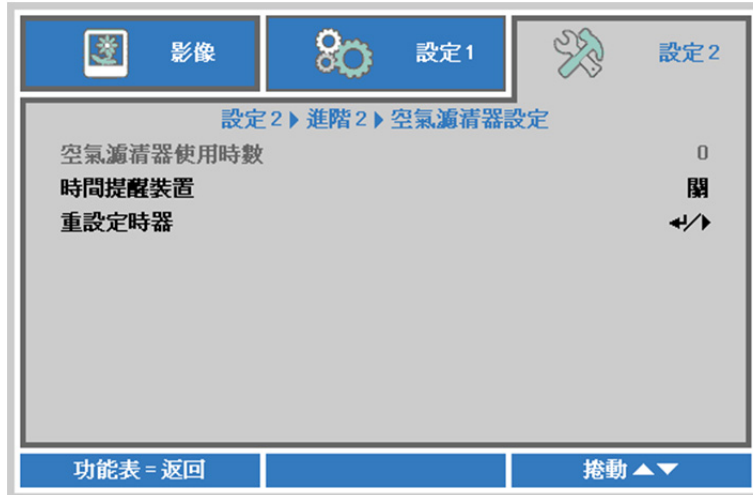 影像 設定1 設定2
設定2▶進階2▶空氣濾清器設定
空氣濾清器使用時數 0
時間提醒裝置 關
重設定時器 ↵/▶
功能表=返回 捲動▲▼